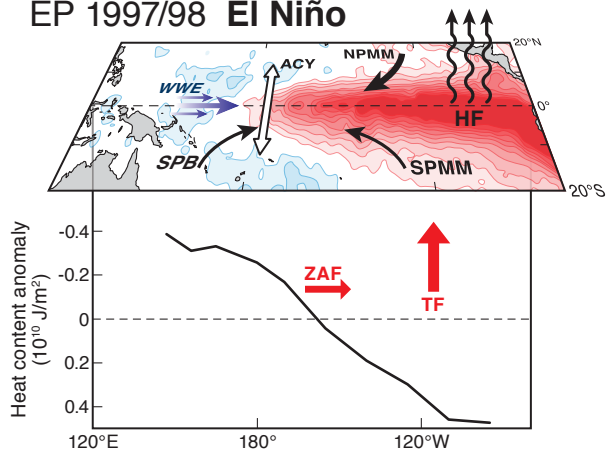 EP 1997/98 El Niño
20°N
ACY
NPMM
WWE
0°
HF
SPB
SPMM
20°S
Heat content anomaly
(10¹⁰ J/m²)
-0.4
-0.2
0
0.2
0.4
ZAF
TF
120°E
180°
120°W